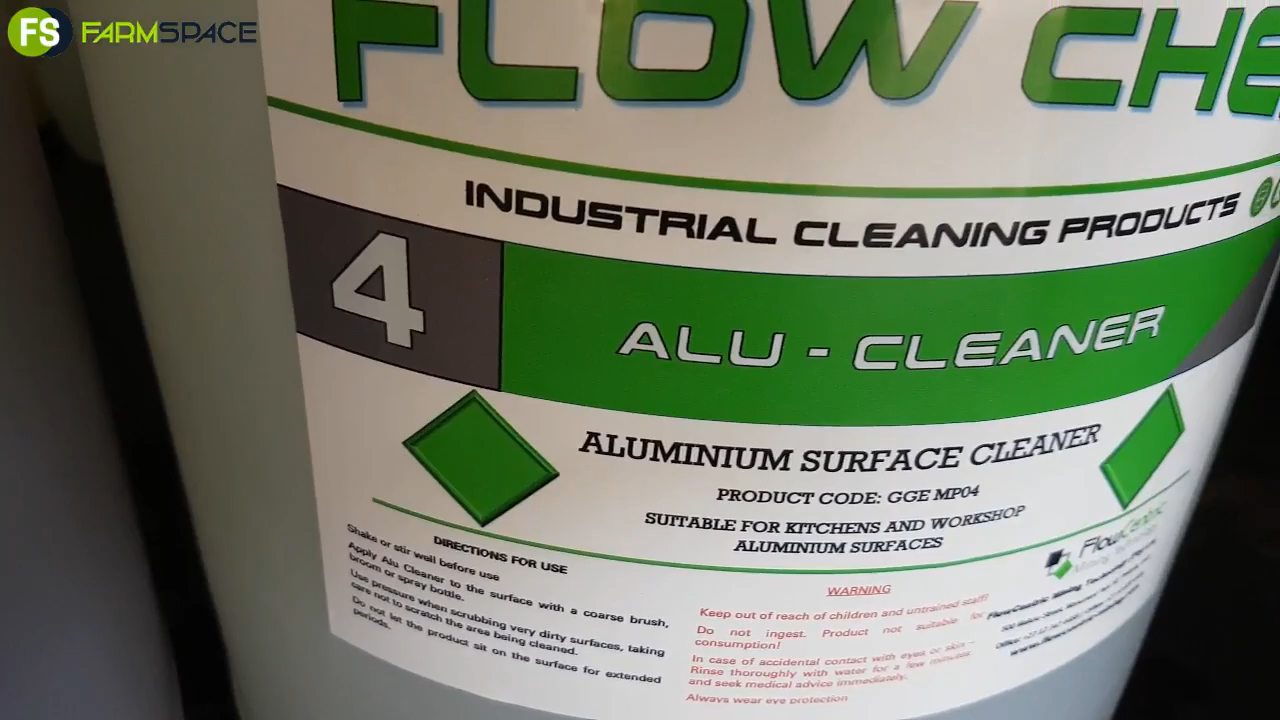 FS FARMSPACE
FLOW CHE
INDUSTRIAL CLEANING PRODUCTS
4
ALU - CLEANER
ALUMINIUM SURFACE CLEANER
PRODUCT CODE: GGE MP04
SUITABLE FOR KITCHENS AND WORKSHOP
ALUMINIUM SURFACES
DIRECTIONS FOR USE
Shake or stir well before use
Apply Alu Cleaner to the surface with a coarse brush,
broom or spray bottle.
Use pressure when scrubbing very dirty surfaces, taking
care not to scratch the area being cleaned.
Do not let the product sit on the surface for extended
periods.
WARNING
Keep out of reach of children and untrained staff!
Do not ingest. Product not suitable for
consumption!
In case of accidental contact with eyes or skin -
Rinse thoroughly with water for a few minutes
and seek medical advice immediately.
Always wear eye protection
FlowCentric
FlowCentric Mining Technology